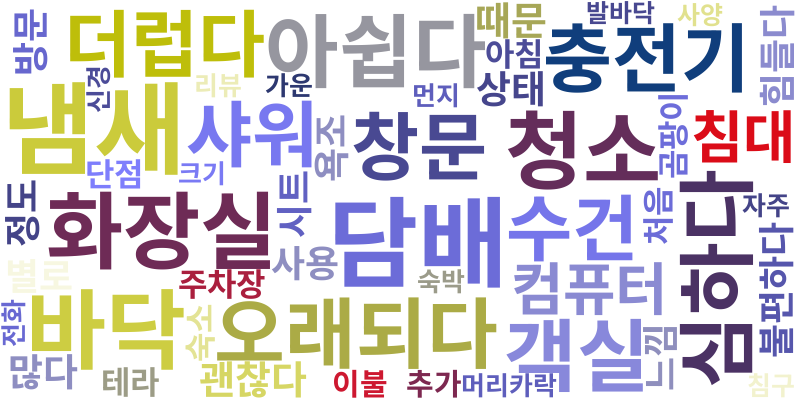 방문
더럽다
아쉽다
때문
발바닥
사양
신경
리뷰
가운
아침
충전기
힘들다
냄새
샤워
욕조
먼지
상태
창문
청소
곰팡이
침대
단점
크기
정도
화장실
시트
담배
수건
처음
심하다
자주
별로
사용
주차장
숙박
컴퓨터
불편하다
전화
바닥
숙소
오래되다
객실
느낌
많다
테라
괜찮다
이불
추가
머리카락
침구